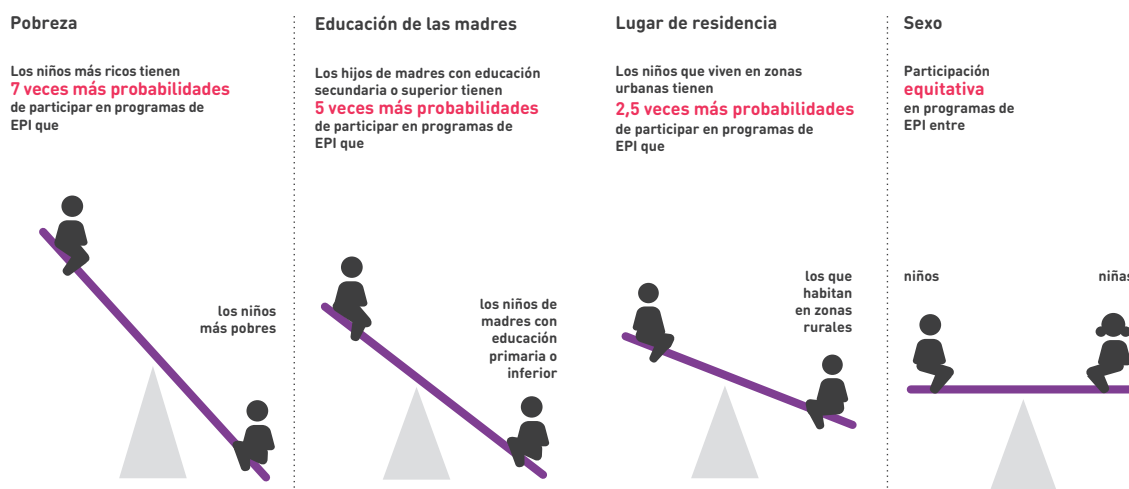 Pobreza
Los niños más ricos tienen
7 veces más probabilidades
de participar en programas de
EPI que
los niños
más pobres
Educación de las madres
Los hijos de madres con educación
secundaria o superior tienen
5 veces más probabilidades
de participar en programas de
EPI que
los niños de
madres con
educación
primaria o
inferior
Lugar de residencia
Los niños que viven en zonas
urbanas tienen
2,5 veces más probabilidades
de participar en programas de
EPI que
los que
habitan
en zonas
rurales
Sexo
Participación
equitativa
en programas de
EPI entre
niños
niñas